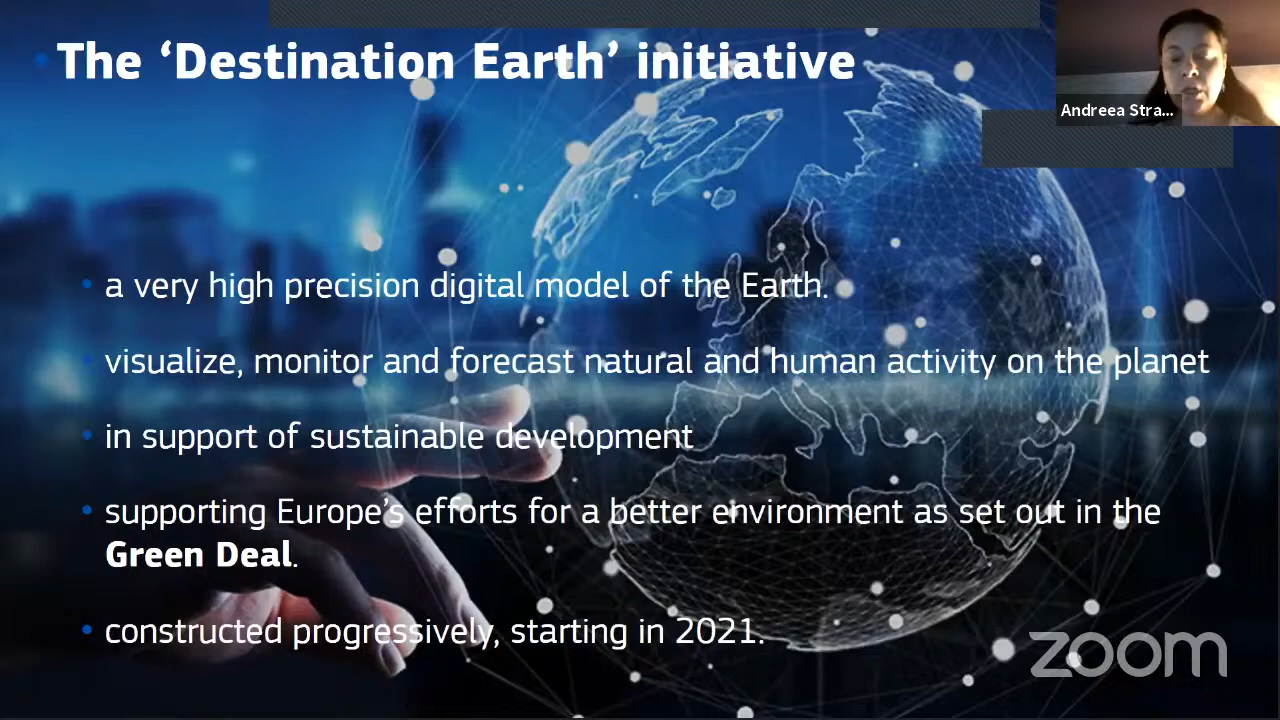 The ‘Destination Earth’ initiative
Andreea Stra...
a very high precision digital model of the Earth.
visualize, monitor and forecast natural and human activity on the planet
in support of sustainable development
supporting Europe’s efforts for a better environment as set out in the
Green Deal.
constructed progressively, starting in 2021.
zoom